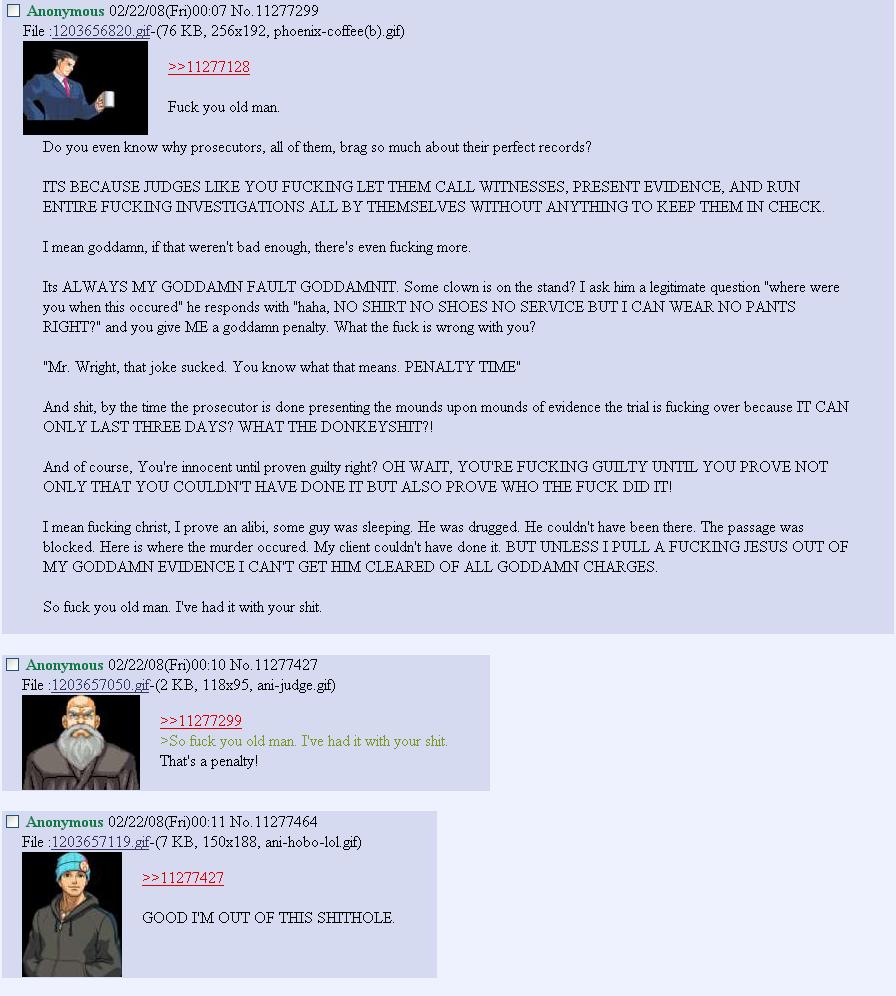 Anonymous 02/22/08(Fri)00:07 No.11277299
File :1203656820.gif-(76 KB, 256x192, phoenix-coffee(b).gif)
>>11277128
Fuck you old man.
Do you even know why prosecutors, all of them, brag so much about their perfect records?
ITS BECAUSE JUDGES LIKE YOU FUCKING LET THEM CALL WITNESSES, PRESENT EVIDENCE, AND RUN
ENTIRE FUCKING INVESTIGATIONS ALL BY THEMSELVES WITHOUT ANYTHING TO KEEP THEM IN CHECK.
I mean goddamn, if that weren't bad enough, there's even fucking more.
Its ALWAYS MY GODDAMN FAULT GODDAMNIT. Some clown is on the stand? I ask him a legitimate question "where were
you when this occured" he responds with "haha, NO SHIRT NO SHOES NO SERVICE BUT I CAN WEAR NO PANTS
RIGHT?" and you give ME a goddamn penalty. What the fuck is wrong with you?
"Mr. Wright, that joke sucked. You know what that means. PENALTY TIME"
And shit, by the time the prosecutor is done presenting the mounds upon mounds of evidence the trial is fucking over because IT CAN
ONLY LAST THREE DAYS? WHAT THE DONKEYSHIT?!
And of course, You're innocent until proven guilty right? OH WAIT, YOU'RE FUCKING GUILTY UNTIL YOU PROVE NOT
ONLY THAT YOU COULDN'T HAVE DONE IT BUT ALSO PROVE WHO THE FUCK DID IT!
I mean fucking christ, I prove an alibi, some guy was sleeping. He was drugged. He couldn't have been there. The passage was
blocked. Here is where the murder occured. My client couldn't have done it. BUT UNLESS I PULL A FUCKING JESUS OUT OF
MY GODDAMN EVIDENCE I CAN'T GET HIM CLEARED OF ALL GODDAMN CHARGES.
So fuck you old man. I've had it with your shit.
Anonymous 02/22/08(Fri)00:10 No.11277427
File :1203657050.gif-(2 KB, 118x95, ani-judge.gif)
>>11277299
>So fuck you old man. I've had it with your shit.
That's a penalty!
Anonymous 02/22/08(Fri)00:11 No.11277464
File :1203657119.gif-(7 KB, 150x188, ani-hobo-lol.gif)
>>11277427
GOOD I'M OUT OF THIS SHITHOLE.